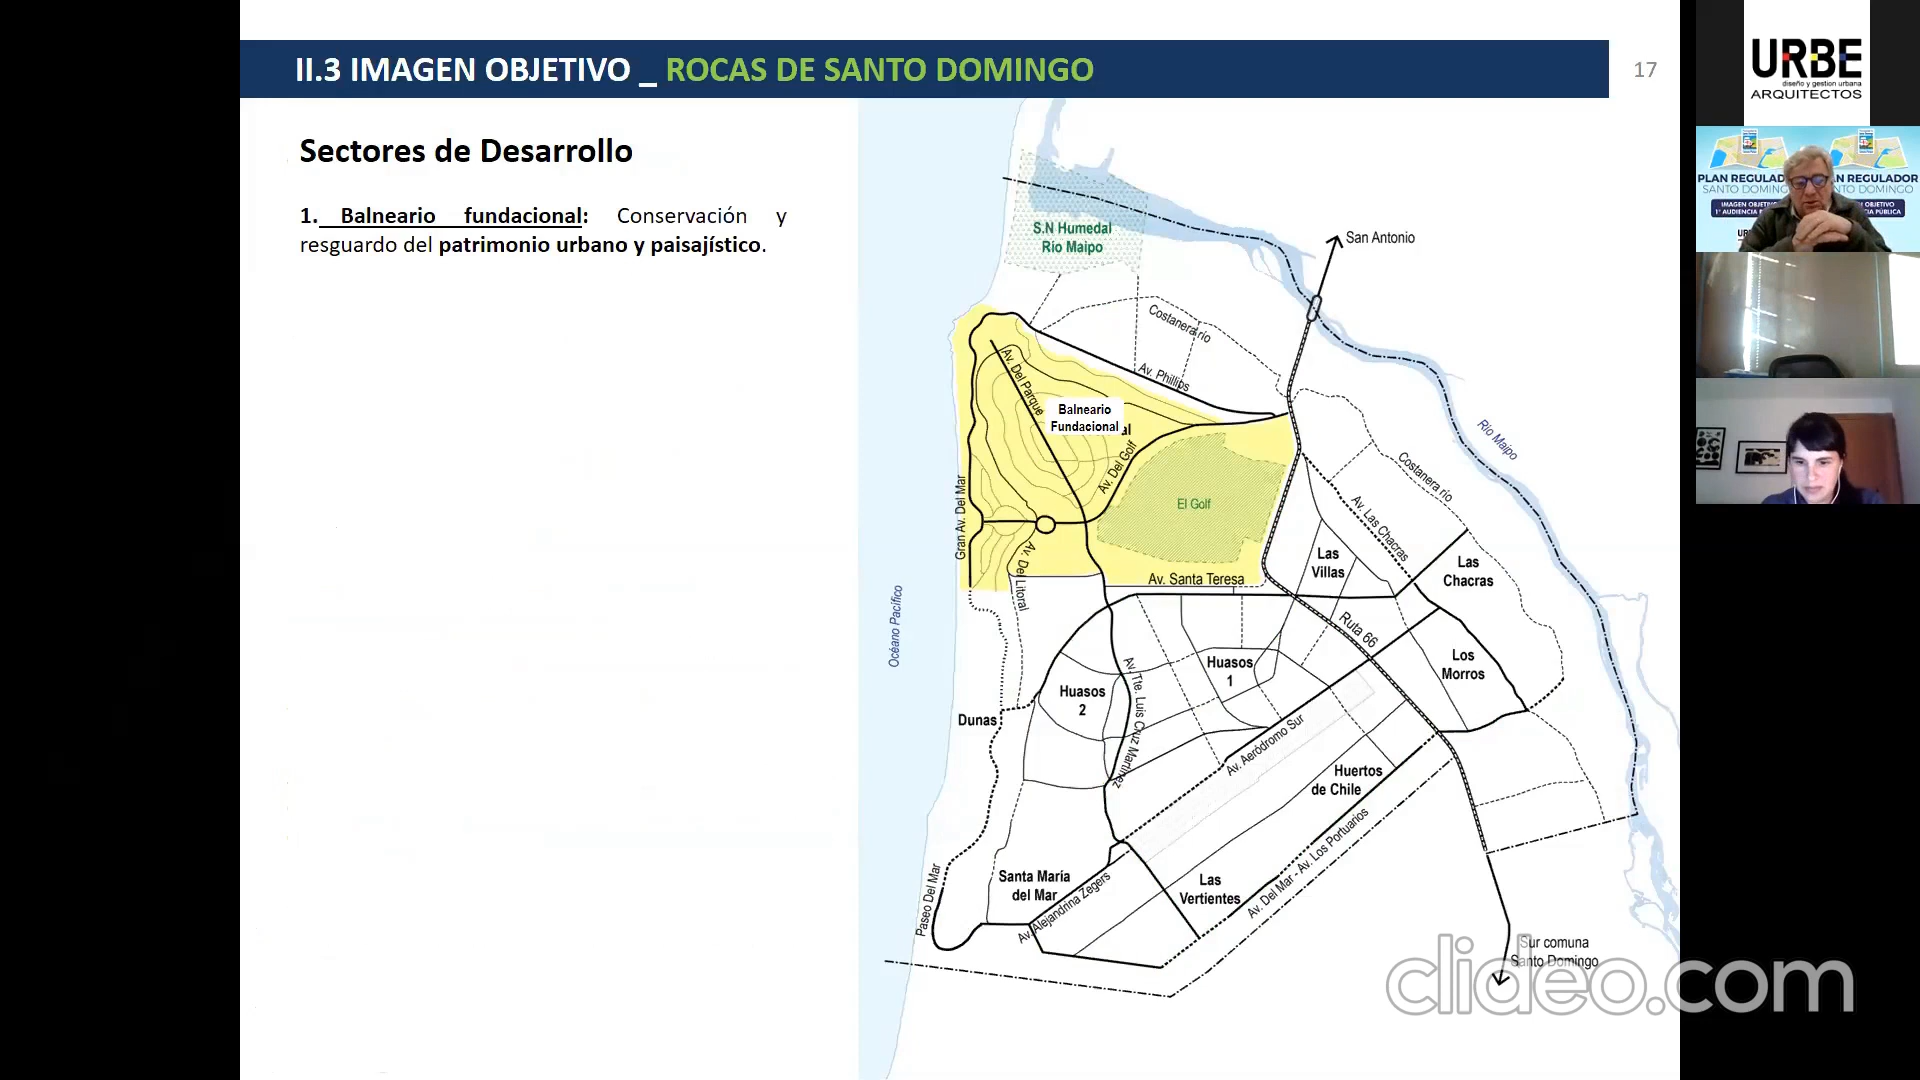 II.3 IMAGEN OBJETIVO _ ROCAS DE SANTO DOMINGO
17
Sectores de Desarrollo
1. Balneario fundacional: Conservación y
resguardo del patrimonio urbano y paisajístico.
S.N Humedal
Río Maipo
San Antonio
Costanera río
Av. Phillips
Av. Del Parque
Balneario
Fundacional
al
Av. Del Golf
El Golf
Gran Av. Del Mar
Av. Del Litoral
Av. Santa Teresa
Río Maipo
Costanera río
Av. Las Chacras
Las
Villas
Las
Chacras
Océano Pacífico
Ruta 66
Los
Morros
Huasos
1
Huasos
2
Dunas
Av. Tte. Luis Cruz Martínez
Av. Aeródromo Sur
Huertos
de Chile
Av. Del Mar - Av. Los Portuarios
Santa María
del Mar
Las
Vertientes
Av. Alejandrina Zegers
Paseo Del Mar
Sur comuna
Santo Domingo
clideo.com
URBE
diseño y gestion urbana
ARQUITECTOS
PLAN REGULADOR
SANTO DOMINGO
IMAGEN OBJETIVO